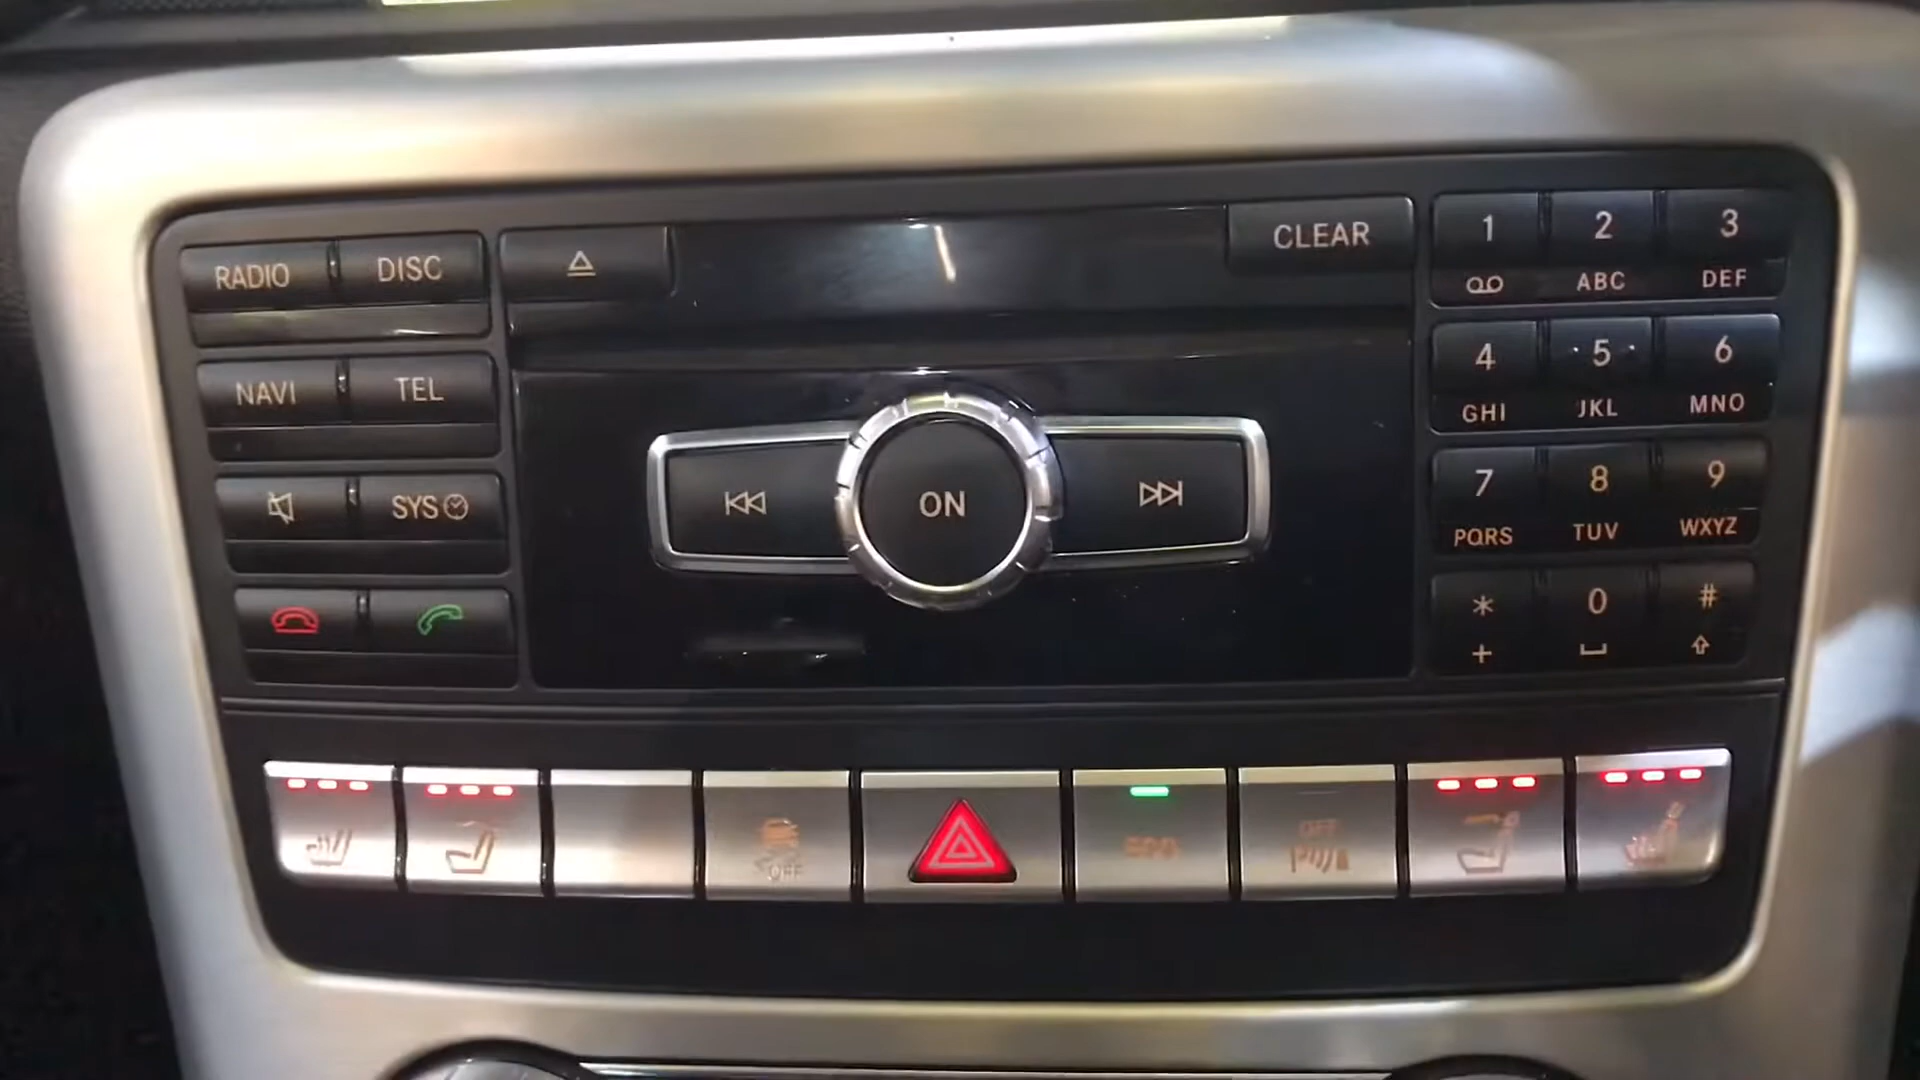 RADIO DISC
CLEAR
NAVI TEL
SYS
ON
1 2 3
ABC DEF
4 5 6
GHI JKL MNO
7 8 9
PQRS TUV WXYZ
* 0 #
+
OFF
ECO
OFF